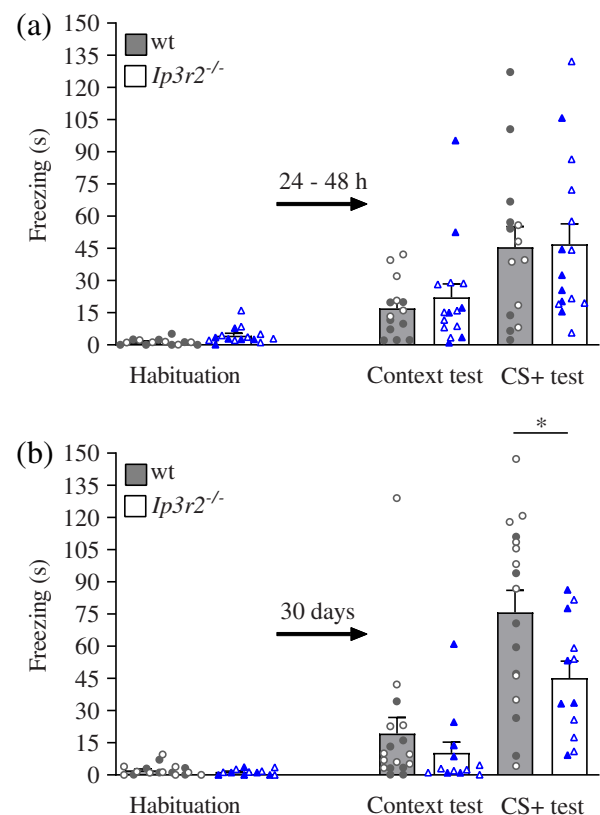 (a)
150
135
120
105
90
75
60
45
30
15
0
Freezing (s)
wt
Ip3r2-/-
24 - 48 h
Habituation
Context test
CS+ test
(b)
150
135
120
105
90
75
60
45
30
15
0
Freezing (s)
wt
Ip3r2-/-
*
30 days
Habituation
Context test
CS+ test